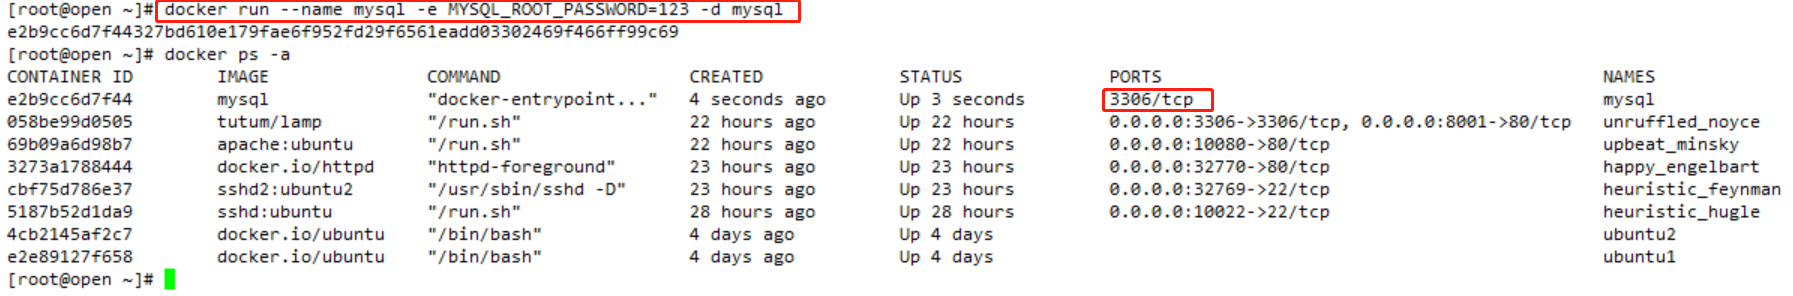 [root@open ~]# docker run --name mysql -e MYSQL_ROOT_PASSWORD=123 -d mysql
e2b9cc6d7f44327bd610e179fae6f952fd29f6561eadd03302469f466ff99c69
[root@open ~]# docker ps -a
CONTAINER ID        IMAGE               COMMAND                  CREATED             STATUS              PORTS                                          NAMES
e2b9cc6d7f44        mysql               "docker-entrypoint..."   4 seconds ago       Up 3 seconds        3306/tcp                                       mysql
058be99d0505        tutum/lamp          "/run.sh"                22 hours ago        Up 22 hours         0.0.0.0:3306->3306/tcp, 0.0.0.0:8001->80/tcp   unruffled_noyce
69b09a6d98b7        apache:ubuntu       "/run.sh"                22 hours ago        Up 22 hours         0.0.0.0:10080->80/tcp                          upbeat_minsky
3273a1788444        docker.io/httpd     "httpd-foreground"       23 hours ago        Up 23 hours         0.0.0.0:32770->80/tcp                          happy_engelbart
cbf75d786e37        sshd2:ubuntu2       "/usr/sbin/sshd -D"      23 hours ago        Up 23 hours         0.0.0.0:32769->22/tcp                          heuristic_feynman
5187b52d1da9        sshd:ubuntu         "/run.sh"                28 hours ago        Up 28 hours         0.0.0.0:10022->22/tcp                          heuristic_hugle
4cb2145af2c7        docker.io/ubuntu    "/bin/bash"              4 days ago          Up 4 days                                                          ubuntu2
e2e89127f658        docker.io/ubuntu    "/bin/bash"              4 days ago          Up 4 days                                                          ubuntu1
[root@open ~]#